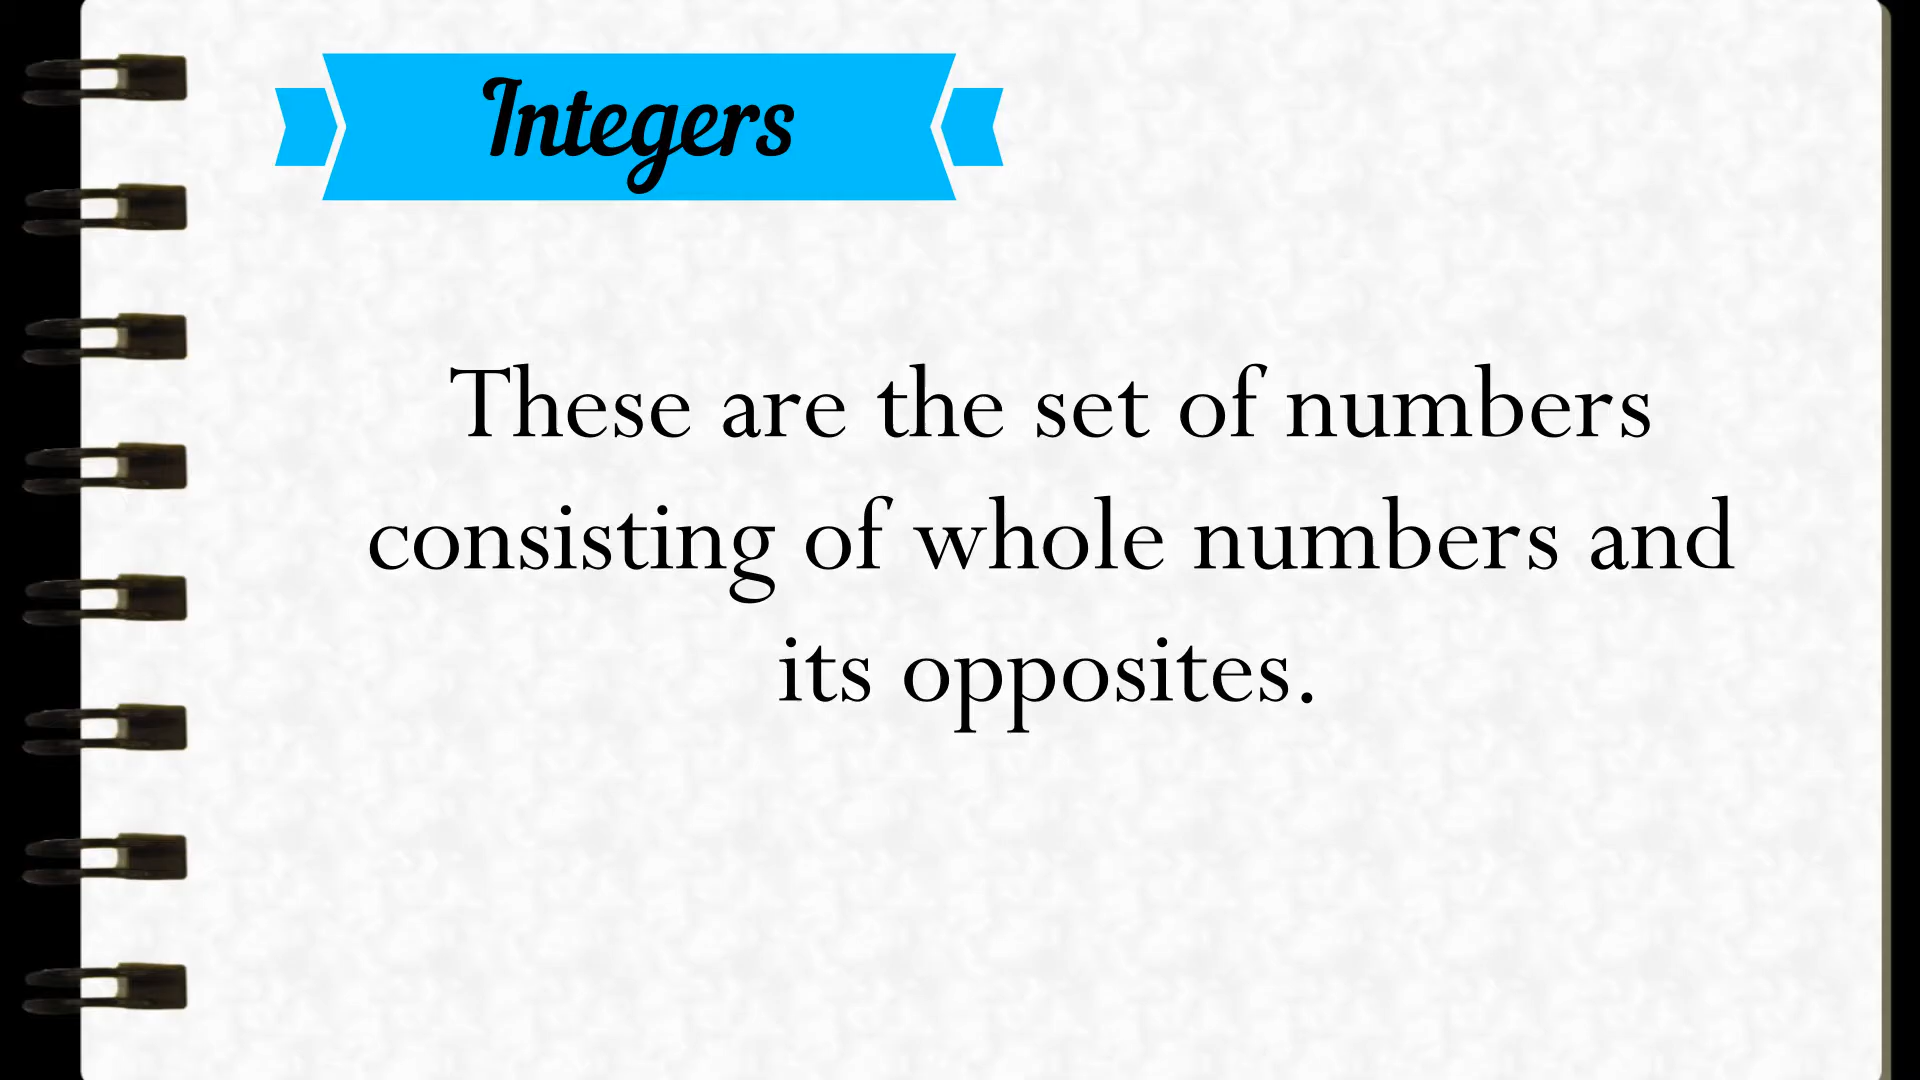 Integers
These are the set of numbers
consisting of whole numbers and
its opposites.